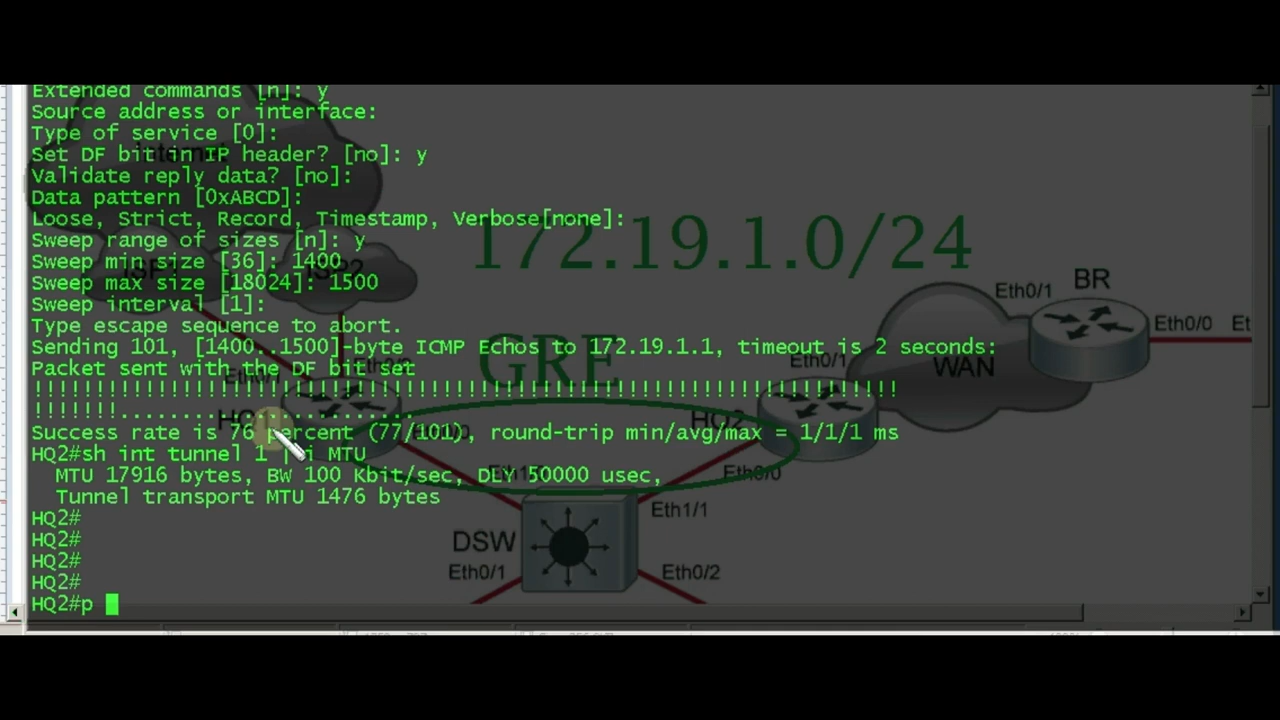 Extended commands [n]: y
Source address or interface:
Type of service [0]:
Set DF bit in IP header? [no]: y
Validate reply data? [no]:
Data pattern [0xABCD]:
Loose, Strict, Record, Timestamp, Verbose[none]:
Sweep range of sizes [n]: y
Sweep min size [36]: 1400
Sweep max size [18024]: 1500
Sweep interval [1]:
Type escape sequence to abort.
Sending 101, [1400..1500]-byte ICMP Echos to 172.19.1.1, timeout is 2 seconds:
Packet sent with the DF bit set
!!!!!!!!!!!!!!!!!!!!!!!!!!!!!!!!!!!!!!!!!!!!!!!!!!!!!!!!!!!!!!!!!!!!!!
!!!!!!!........................
Success rate is 76 percent (77/101), round-trip min/avg/max = 1/1/1 ms
HQ2#sh int tunnel 1 | i MTU
MTU 17916 bytes, BW 100 Kbit/sec, DLY 50000 usec,
Tunnel transport MTU 1476 bytes
HQ2#
HQ2#
HQ2#
HQ2#
HQ2#p
172.19.1.0/24
GRE
ISP2
BR
Eth0/1
Eth0/0
Et
WAN
Eth0/1
HQ2
Eth0/0
Eth1/1
DSW
Eth0/1
Eth0/2